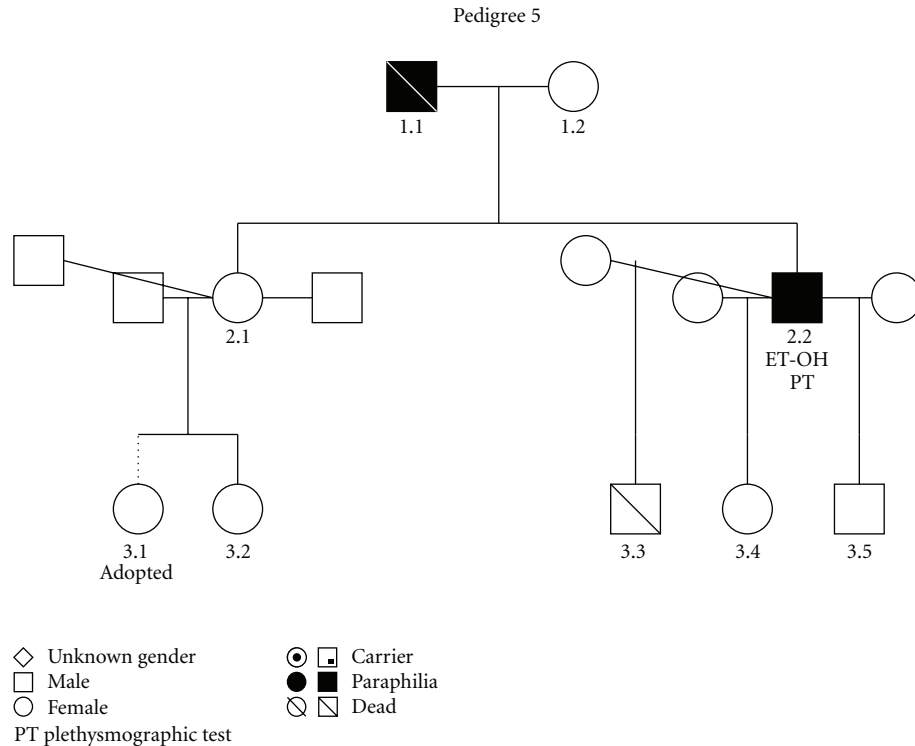 Pedigree 5
1.1
1.2
2.1
2.2
ET-OH
PT
3.1
Adopted
3.2
3.3
3.4
3.5
Unknown gender
Male
Female
PT plethysmographic test
Carrier
Paraphilia
Dead